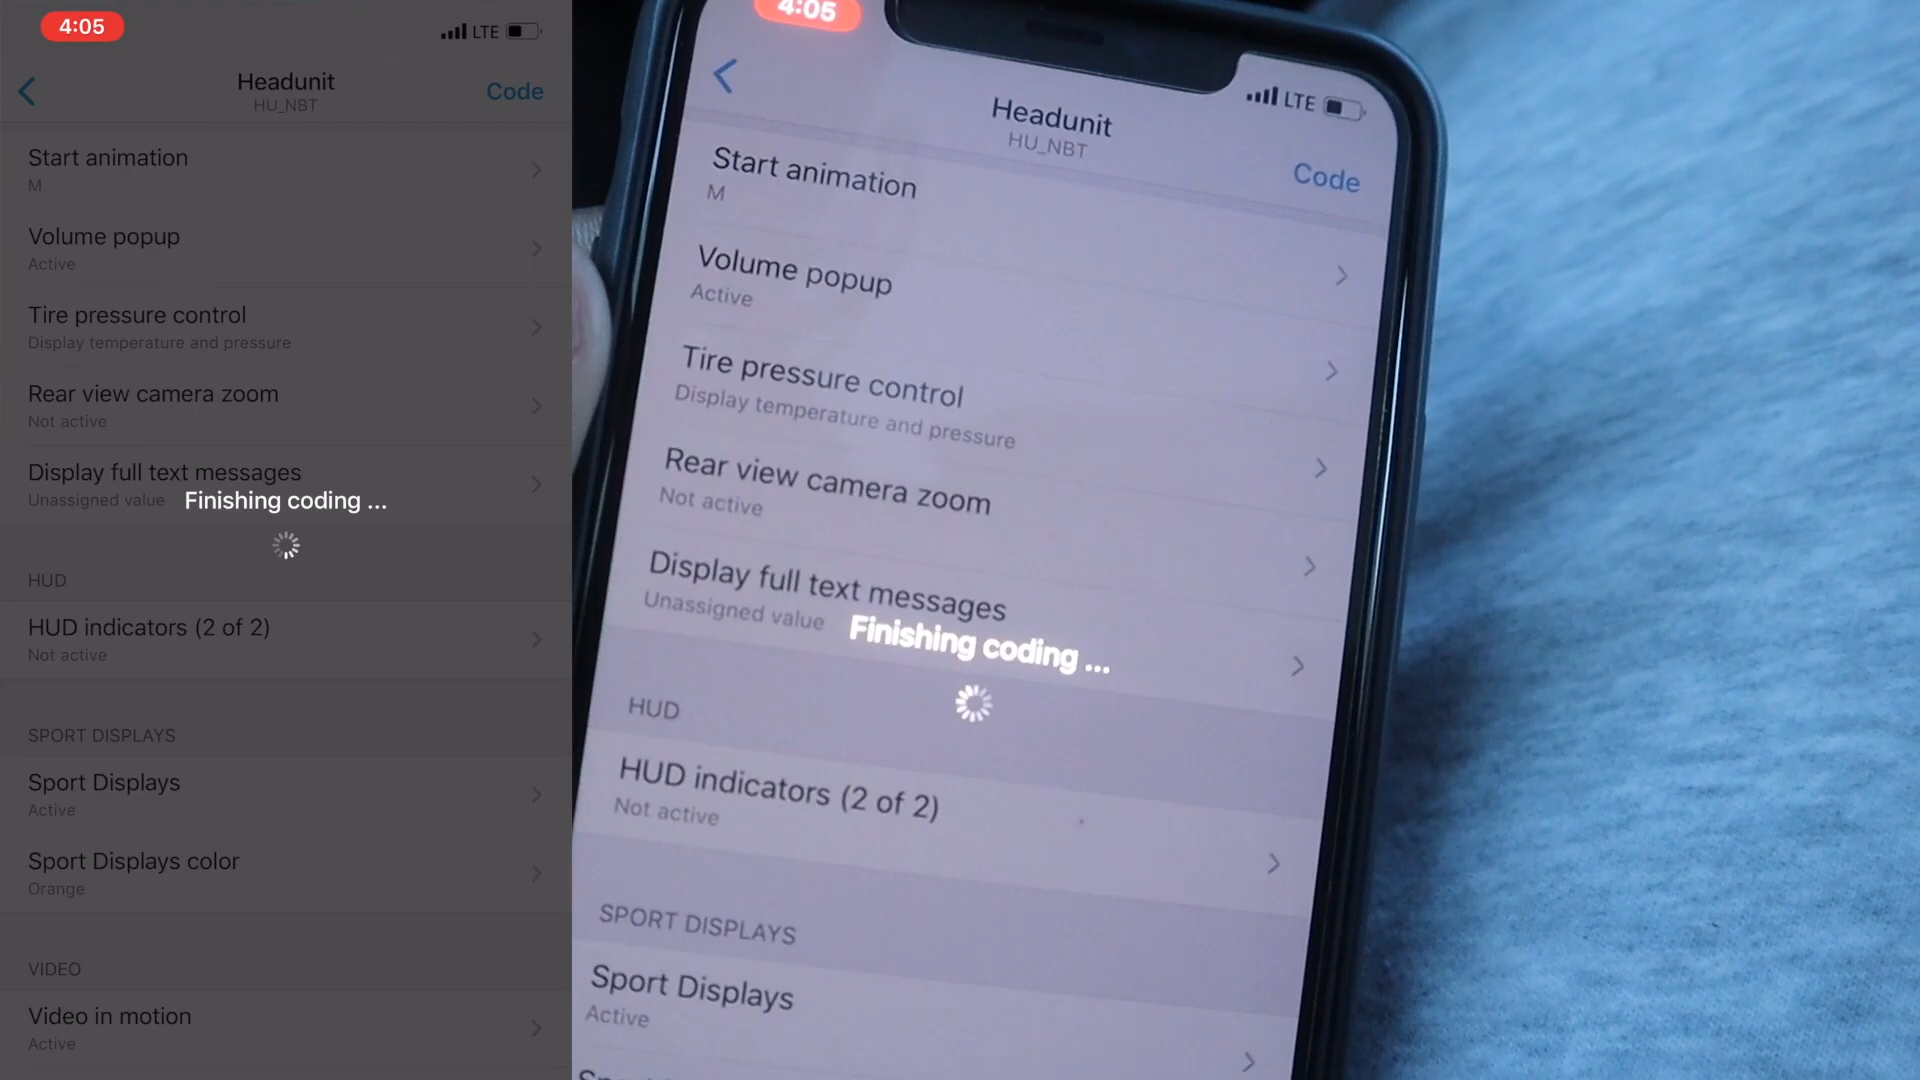 4:05
LTE
Headunit
HU_NBT
Code
Start animation
M
Volume popup
Active
Tire pressure control
Display temperature and pressure
Rear view camera zoom
Not active
Display full text messages
Unassigned value
Finishing coding ...
HUD
HUD indicators (2 of 2)
Not active
SPORT DISPLAYS
Sport Displays
Active
Sport Displays color
Orange
VIDEO
Video in motion
Active
4:05
LTE
Headunit
HU_NBT
Code
Start animation
M
Volume popup
Active
Tire pressure control
Display temperature and pressure
Rear view camera zoom
Not active
Display full text messages
Unassigned value
Finishing coding ...
HUD
HUD indicators (2 of 2)
Not active
SPORT DISPLAYS
Sport Displays
Active